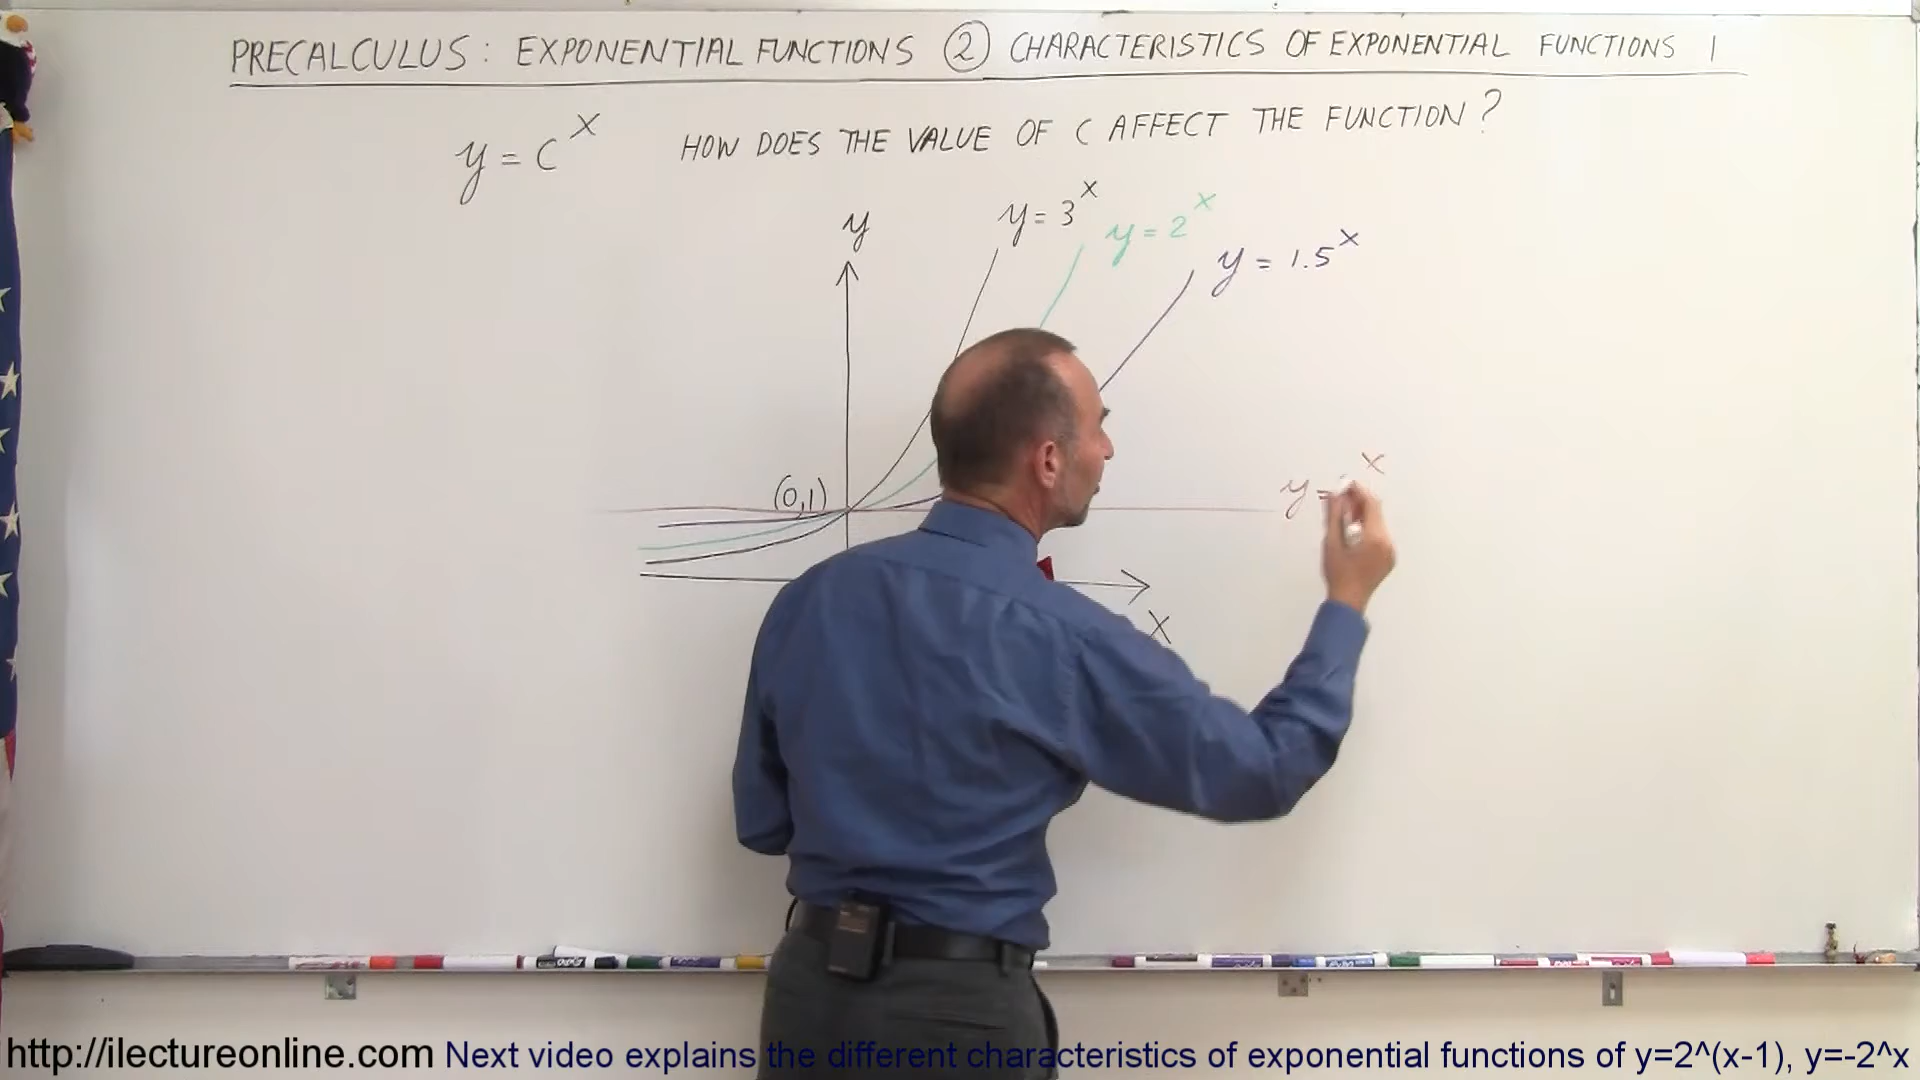 PRECALCULUS: EXPONENTIAL FUNCTIONS ② CHARACTERISTICS OF EXPONENTIAL FUNCTIONS 1
y = c^x HOW DOES THE VALUE OF C AFFECT THE FUNCTION?
y = 3^x
y = 2^x
y = 1.5^x
y
(0,1)
y = x
X
http://ilectureonline.com Next video explains the different characteristics of exponential functions of y=2^(x-1), y=-2^x